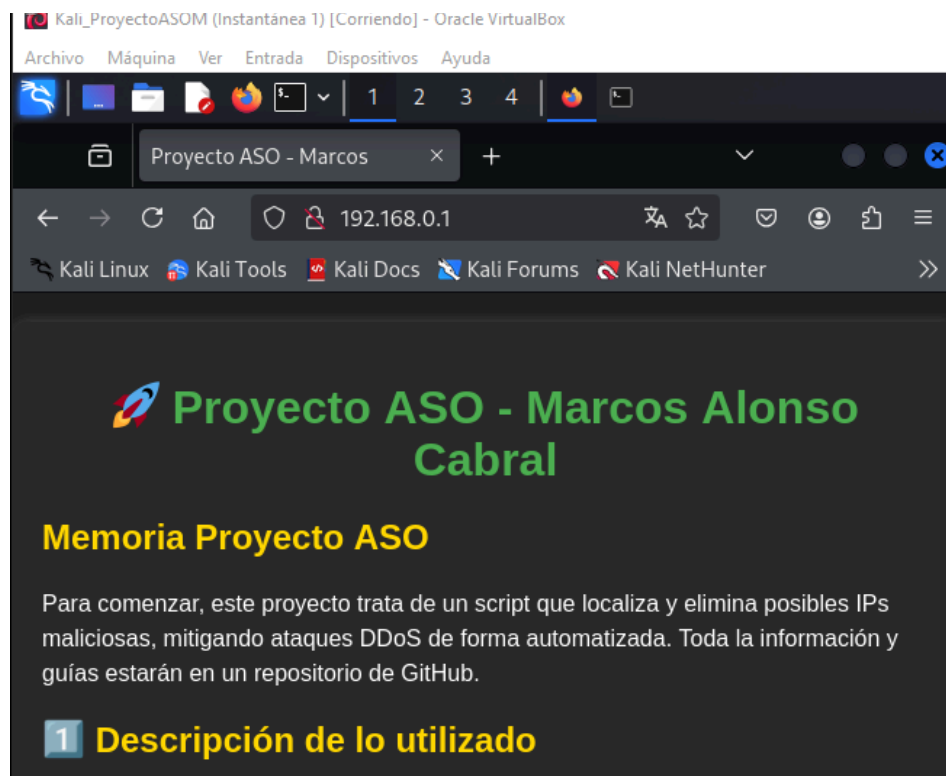 Kali_ProyectoASOM (Instantánea 1) [Corriendo] - Oracle VirtualBox
Archivo Máquina Ver Entrada Dispositivos Ayuda
1 2 3 4
Proyecto ASO - Marcos
192.168.0.1
Kali Linux Kali Tools Kali Docs Kali Forums Kali NetHunter
🚀 Proyecto ASO - Marcos Alonso
Cabral
Memoria Proyecto ASO
Para comenzar, este proyecto trata de un script que localiza y elimina posibles IPs
maliciosas, mitigando ataques DDoS de forma automatizada. Toda la información y
guías estarán en un repositorio de GitHub.
1️⃣ Descripción de lo utilizado